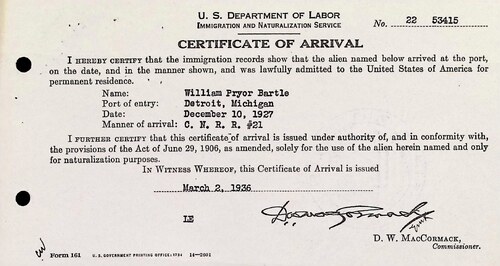 U. S. DEPARTMENT OF LABOR
IMMIGRATION AND NATURALIZATION SERVICE
No. 22 53415
CERTIFICATE OF ARRIVAL
I HEREBY CERTIFY that the immigration records show that the alien named below arrived at the port,
on the date, and in the manner shown, and was lawfully admitted to the United States of America for
permanent residence.
Name: William Pryor Bartle
Port of entry: Detroit, Michigan
Date: December 10, 1927
Manner of arrival: C. N. R. R. #21
I FURTHER CERTIFY that this certificate of arrival is issued under authority of, and in conformity with,
the provisions of the Act of June 29, 1906, as amended, solely for the use of the alien herein named and only
for naturalization purposes.
IN WITNESS WHEREOF, this Certificate of Arrival is issued
March 2, 1936
LE
D. W. MACCORMACK,
Commissioner.
Form 161 U. S. GOVERNMENT PRINTING OFFICE 14—2901